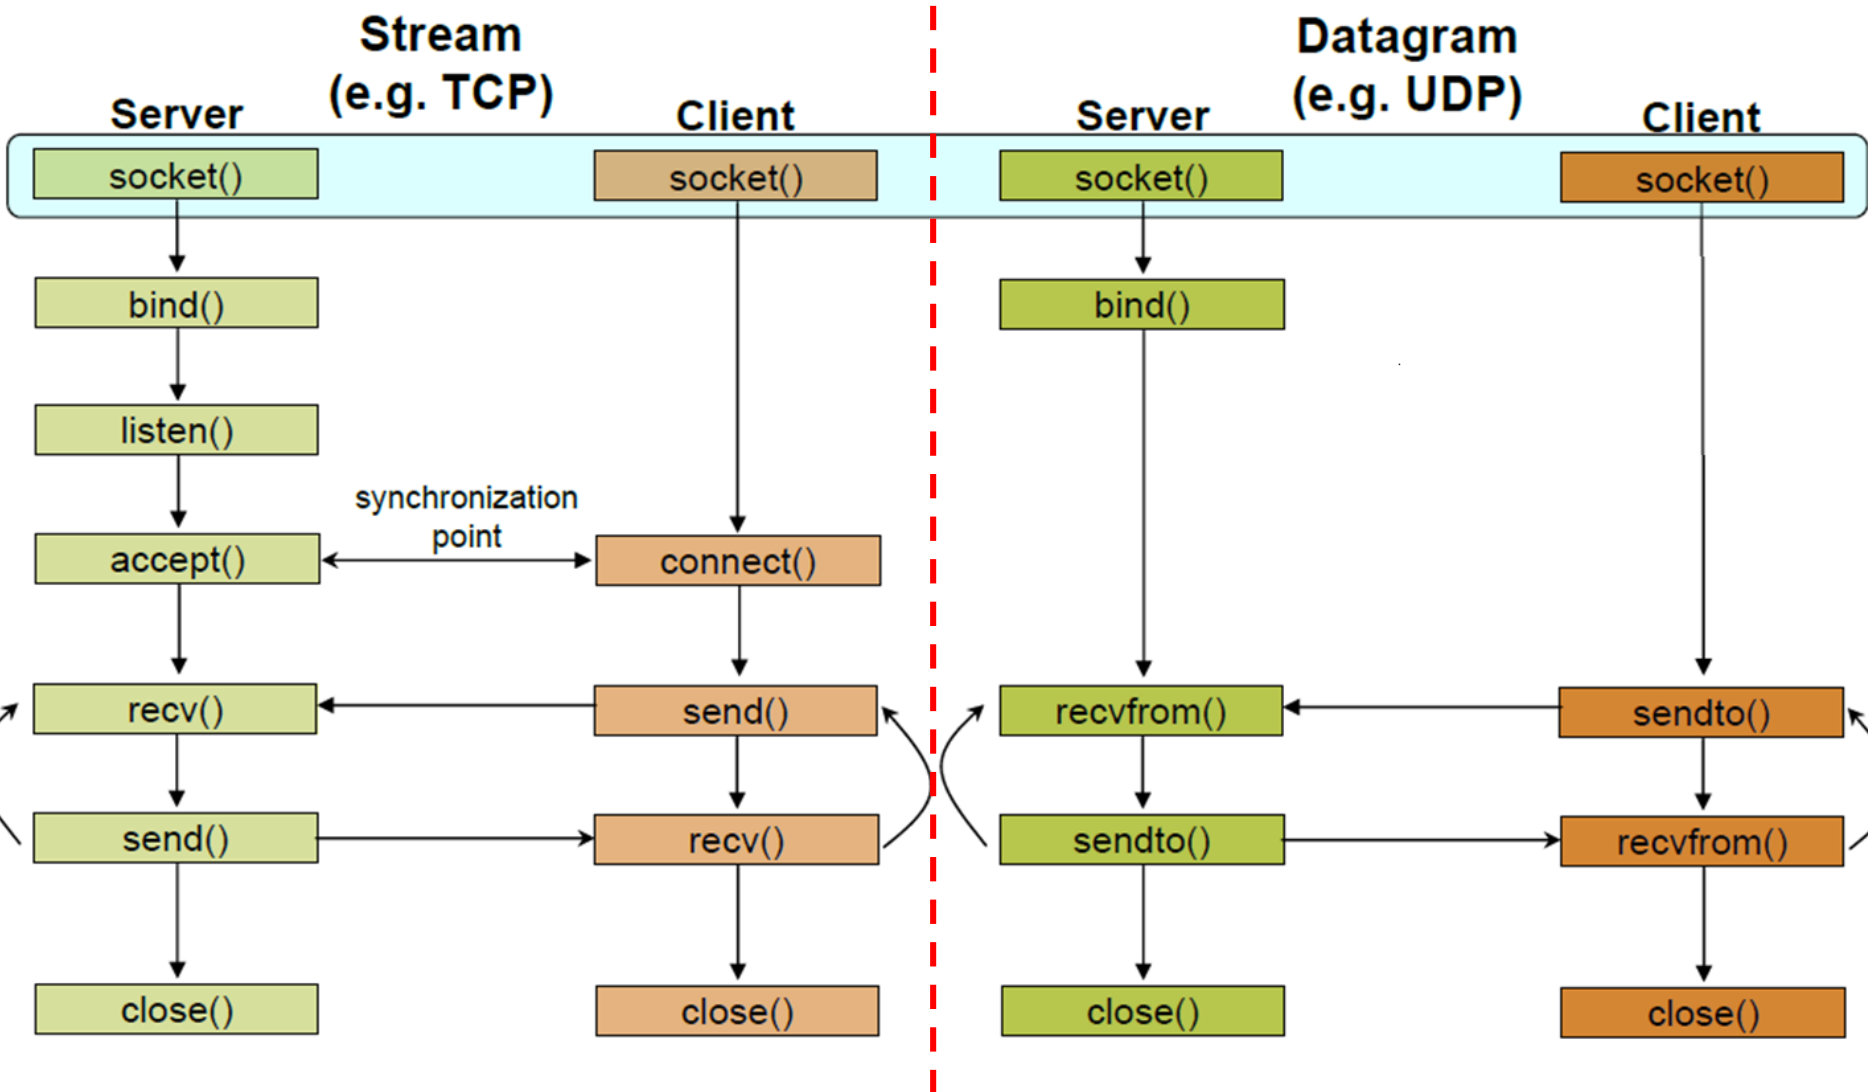 Stream
(e.g. TCP)
Server
Client
socket()
socket()
bind()
listen()
synchronization
point
accept()
connect()
recv()
send()
send()
recv()
close()
close()
Datagram
(e.g. UDP)
Server
Client
socket()
socket()
bind()
recvfrom()
sendto()
sendto()
recvfrom()
close()
close()